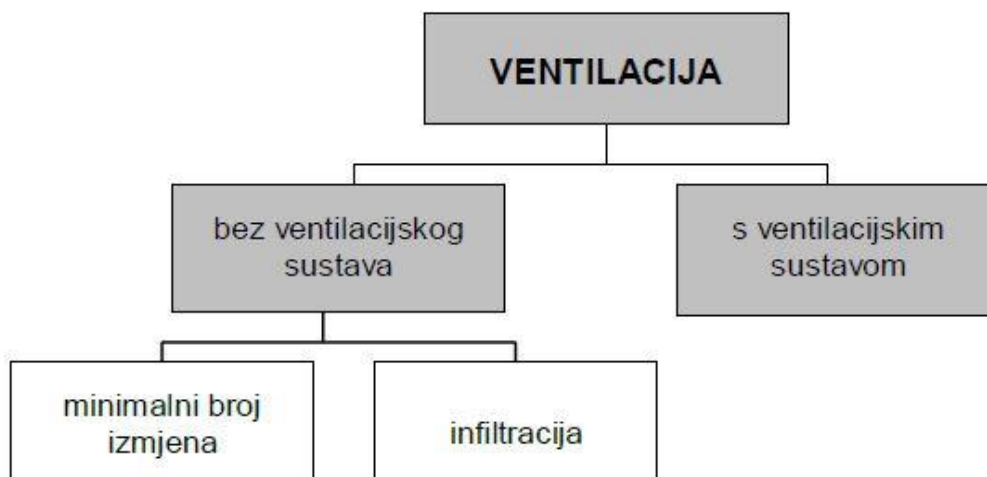 VENTILACIJA
bez ventilacijskog
sustava
s ventilacijskim
sustavom
minimalni broj
izmjena
infiltracija